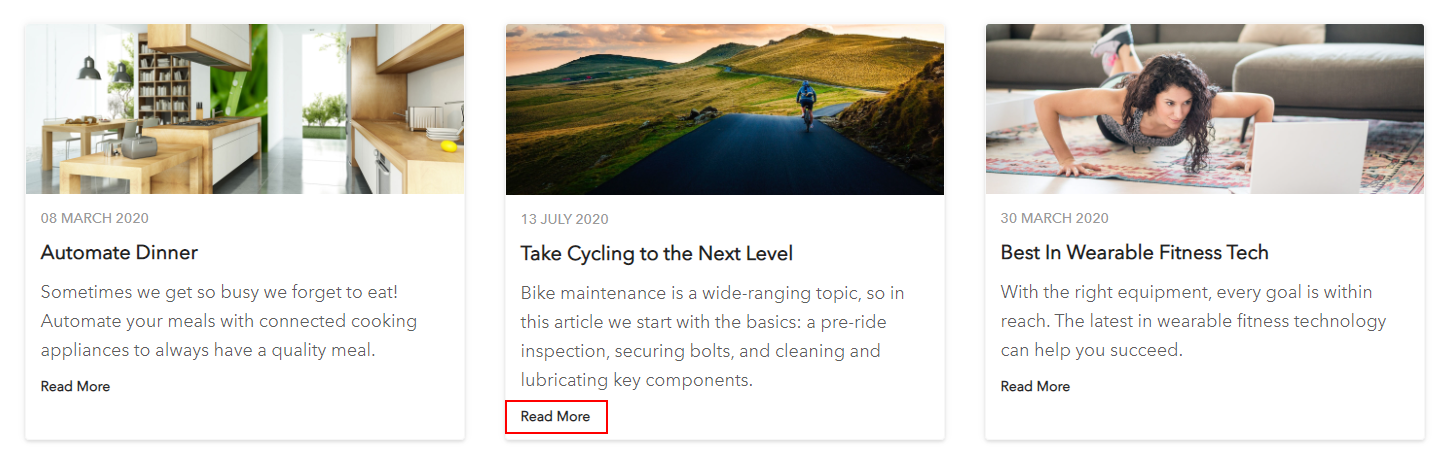 08 MARCH 2020
Automate Dinner
Sometimes we get so busy we forget to eat!
Automate your meals with connected cooking
appliances to always have a quality meal.
Read More
13 JULY 2020
Take Cycling to the Next Level
Bike maintenance is a wide-ranging topic, so in
this article we start with the basics: a pre-ride
inspection, securing bolts, and cleaning and
lubricating key components.
Read More
30 MARCH 2020
Best In Wearable Fitness Tech
With the right equipment, every goal is within
reach. The latest in wearable fitness technology
can help you succeed.
Read More